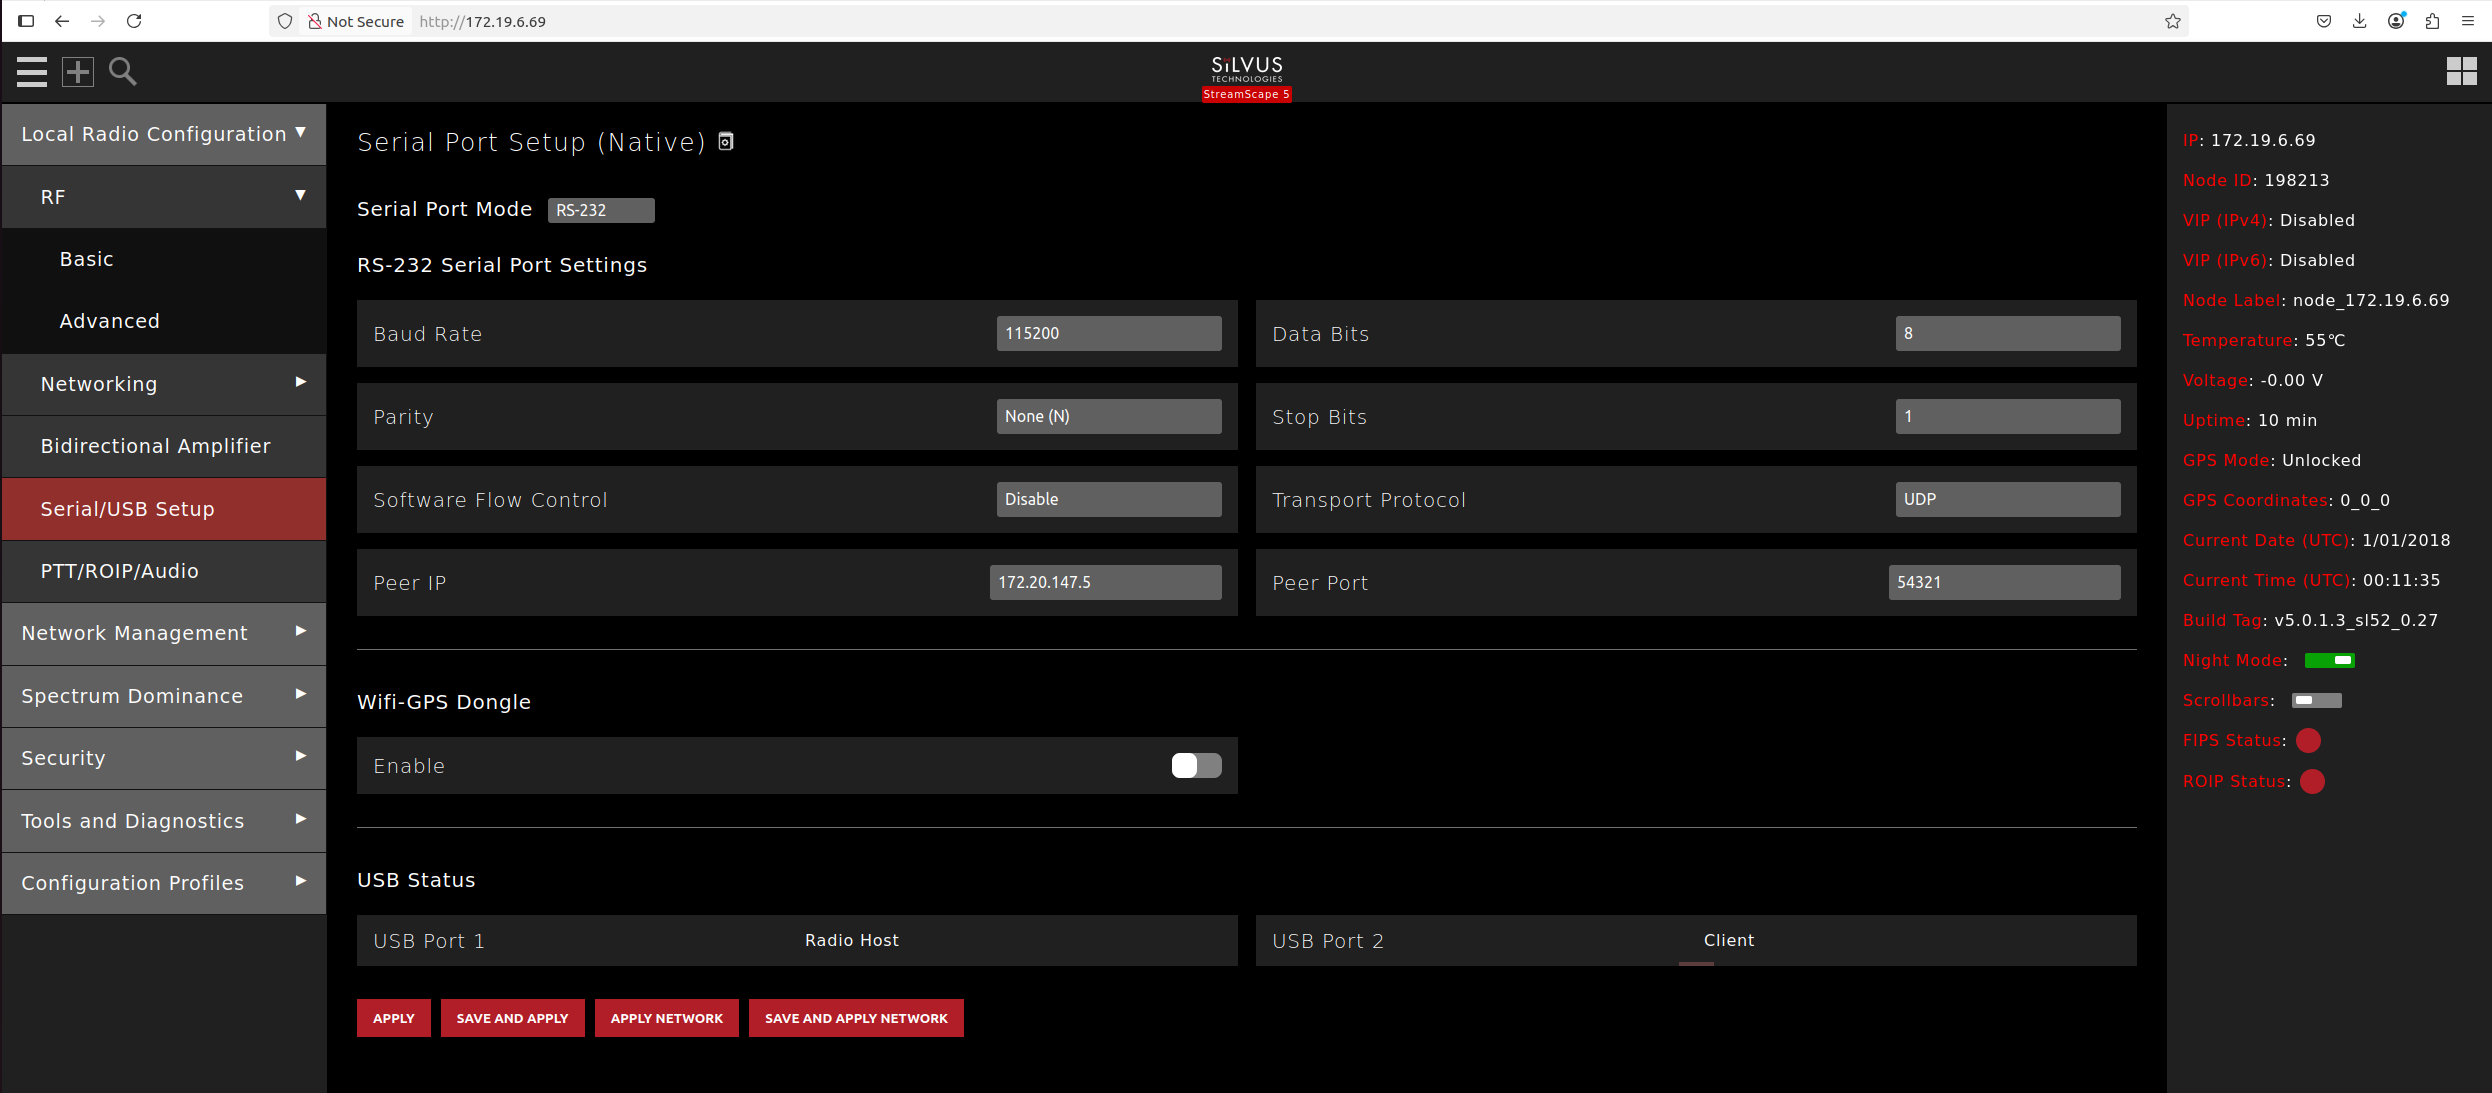 Not Secure http://172.19.6.69
SiLVUS
TECHNOLOGIES
StreamScape 5
Local Radio Configuration
RF
Basic
Advanced
Networking
Bidirectional Amplifier
Serial/USB Setup
PTT/ROIP/Audio
Network Management
Spectrum Dominance
Security
Tools and Diagnostics
Configuration Profiles
Serial Port Setup (Native)
Serial Port Mode RS-232
RS-232 Serial Port Settings
Baud Rate 115200
Data Bits 8
Parity None (N)
Stop Bits 1
Software Flow Control Disable
Transport Protocol UDP
Peer IP 172.20.147.5
Peer Port 54321
Wifi-GPS Dongle
Enable
USB Status
USB Port 1 Radio Host
USB Port 2 Client
APPLY SAVE AND APPLY APPLY NETWORK SAVE AND APPLY NETWORK
IP: 172.19.6.69
Node ID: 198213
VIP (IPv4): Disabled
VIP (IPv6): Disabled
Node Label: node_172.19.6.69
Temperature: 55°C
Voltage: -0.00 V
Uptime: 10 min
GPS Mode: Unlocked
GPS Coordinates: 0_0_0
Current Date (UTC): 1/01/2018
Current Time (UTC): 00:11:35
Build Tag: v5.0.1.3_sl52_0.27
Night Mode:
Scrollbars:
FIPS Status:
ROIP Status: